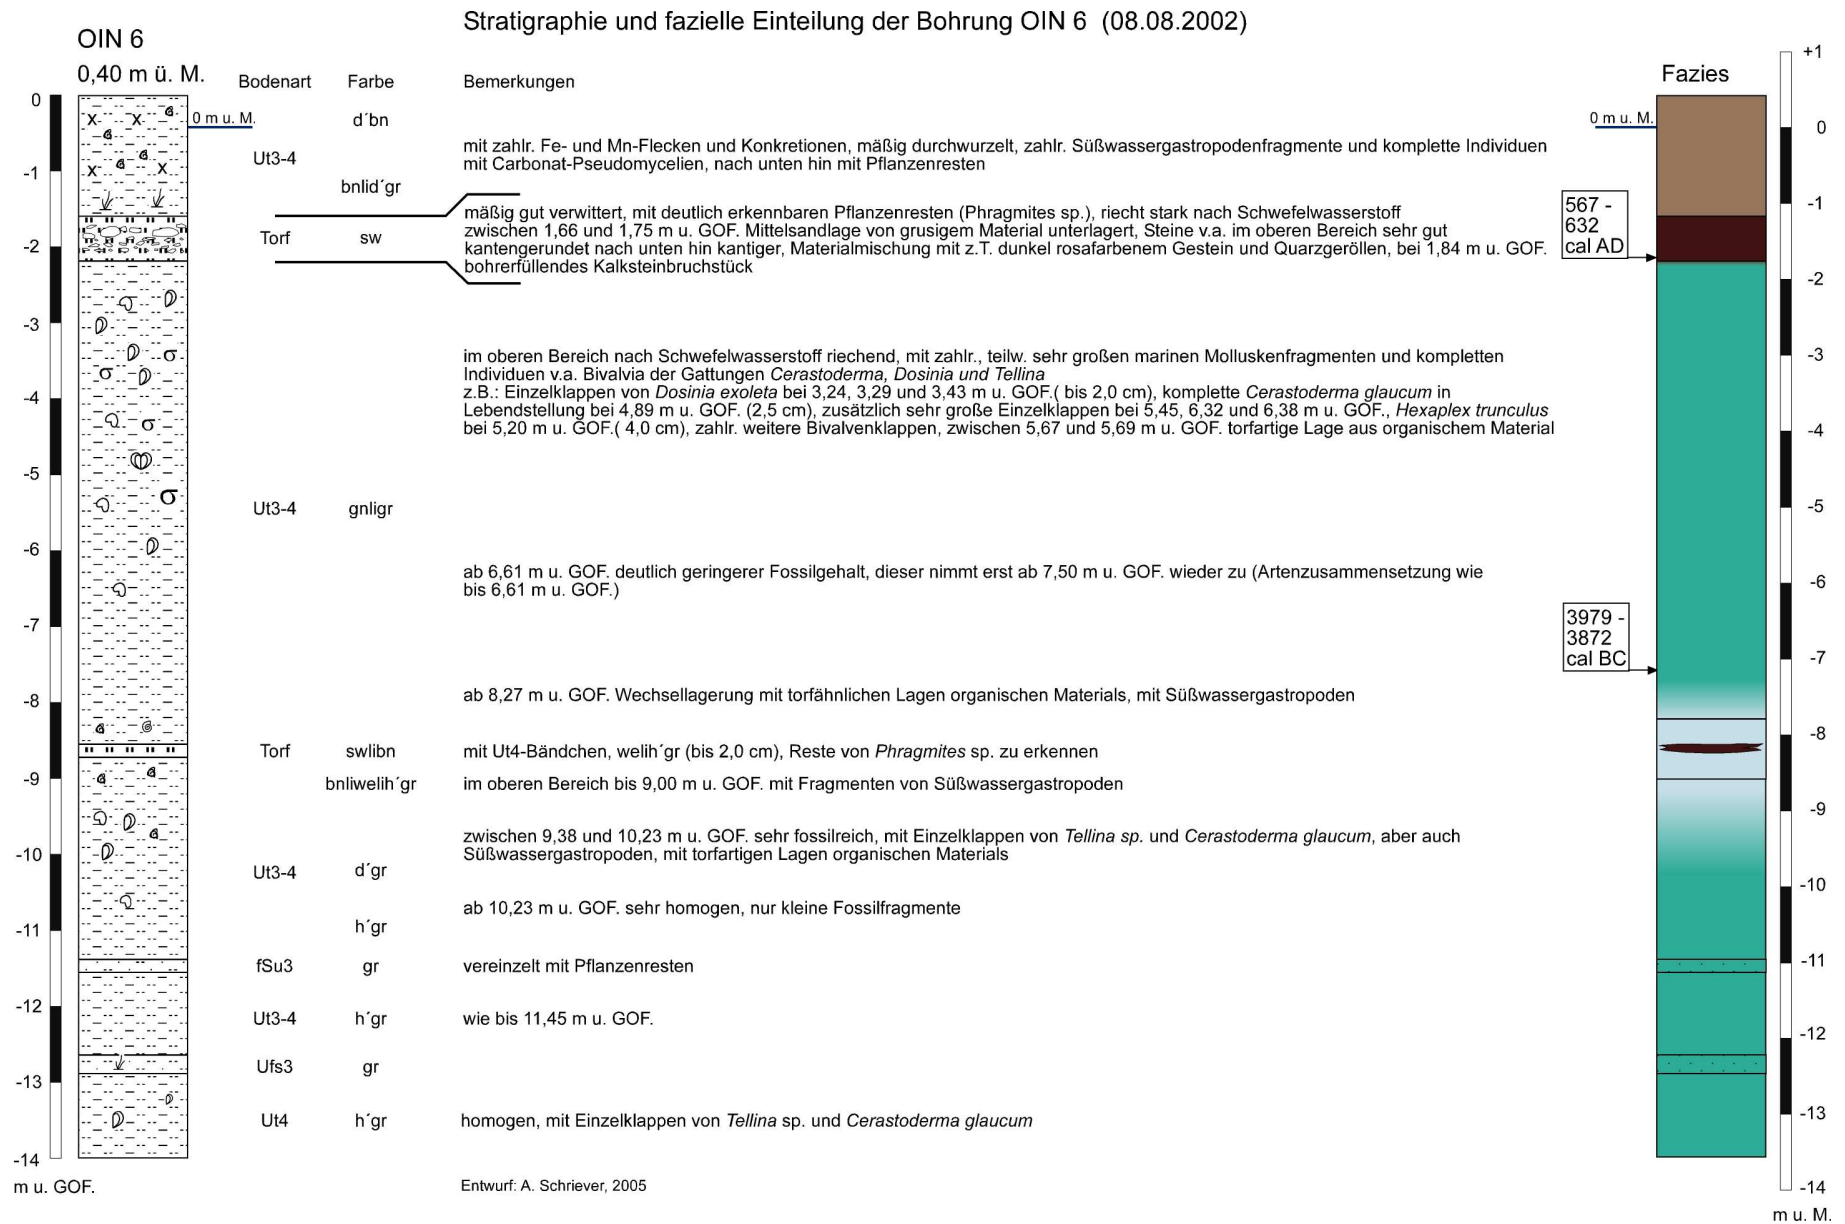 Stratigraphie und fazielle Einteilung der Bohrung OIN 6 (08.08.2002)
OIN 6
0,40 m ü. M.
Bodenart
Farbe
Bemerkungen
Fazies
0
-1
-2
-3
-4
-5
-6
-7
-8
-9
-10
-11
-12
-13
-14
m u. GOF.
0 m u. M.
Ut3-4
d´bn
bnlid´gr
mit zahlr. Fe- und Mn-Flecken und Konkretionen, mäßig durchwurzelt, zahlr. Süßwassergastropodenfragmente und komplette Individuen
mit Carbonat-Pseudomycelien, nach unten hin mit Pflanzenresten
Torf
sw
mäßig gut verwittert, mit deutlich erkennbaren Pflanzenresten (Phragmites sp.), riecht stark nach Schwefelwasserstoff
zwischen 1,66 und 1,75 m u. GOF. Mittelsandlage von grusigem Material unterlagert, Steine v.a. im oberen Bereich sehr gut
kantengerundet nach unten hin kantiger, Materialmischung mit z.T. dunkel rosafarbenem Gestein und Quarzgeröllen, bei 1,84 m u. GOF.
bohrerfüllendes Kalksteinbruchstück
im oberen Bereich nach Schwefelwasserstoff riechend, mit zahlr., teilw. sehr großen marinen Molluskenfragmenten und kompletten
Individuen v.a. Bivalvia der Gattungen Cerastoderma, Dosinia und Tellina
z.B.: Einzelklappen von Dosinia exoleta bei 3,24, 3,29 und 3,43 m u. GOF.( bis 2,0 cm), komplette Cerastoderma glaucum in
Lebendstellung bei 4,89 m u. GOF. (2,5 cm), zusätzlich sehr große Einzelklappen bei 5,45, 6,32 und 6,38 m u. GOF., Hexaplex trunculus
bei 5,20 m u. GOF.( 4,0 cm), zahlr. weitere Bivalvenklappen, zwischen 5,67 und 5,69 m u. GOF. torfartige Lage aus organischem Material
Ut3-4
gnligr
ab 6,61 m u. GOF. deutlich geringerer Fossilgehalt, dieser nimmt erst ab 7,50 m u. GOF. wieder zu (Artenzusammensetzung wie
bis 6,61 m u. GOF.)
ab 8,27 m u. GOF. Wechsellagerung mit torfähnlichen Lagen organischen Materials, mit Süßwassergastropoden
Torf
swlibn
mit Ut4-Bändchen, welih´gr (bis 2,0 cm), Reste von Phragmites sp. zu erkennen
bnliwelih´gr
im oberen Bereich bis 9,00 m u. GOF. mit Fragmenten von Süßwassergastropoden
zwischen 9,38 und 10,23 m u. GOF. sehr fossilreich, mit Einzelklappen von Tellina sp. und Cerastoderma glaucum, aber auch
Süßwassergastropoden, mit torfartigen Lagen organischen Materials
Ut3-4
d´gr
ab 10,23 m u. GOF. sehr homogen, nur kleine Fossilfragmente
h´gr
fSu3
gr
vereinzelt mit Pflanzenresten
Ut3-4
h´gr
wie bis 11,45 m u. GOF.
Ufs3
gr
Ut4
h´gr
homogen, mit Einzelklappen von Tellina sp. und Cerastoderma glaucum
Entwurf: A. Schriever, 2005
0 m u. M.
567 -
632
cal AD
3979 -
3872
cal BC
+1
0
-1
-2
-3
-4
-5
-6
-7
-8
-9
-10
-11
-12
-13
-14
m u. M.